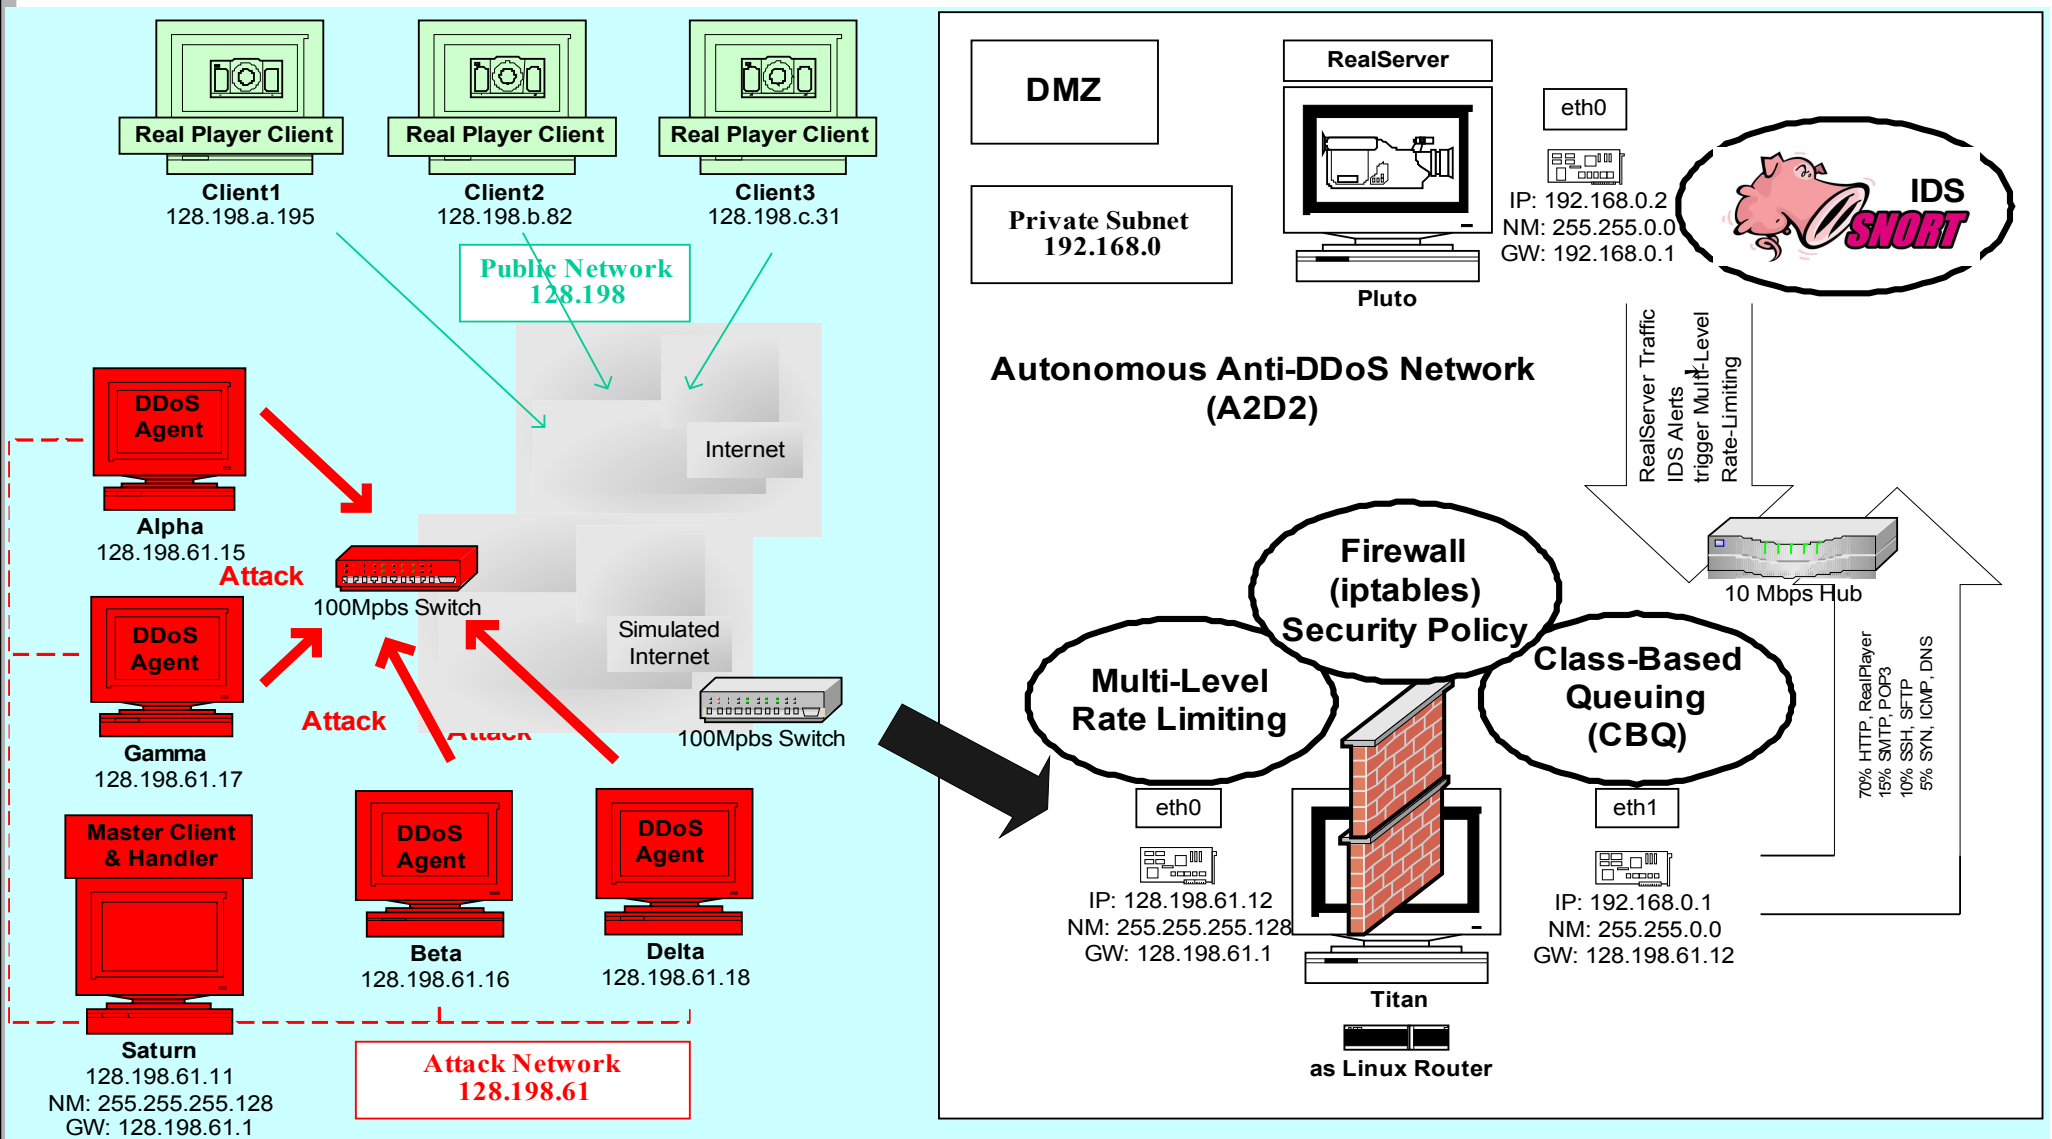 Real Player Client
Client1
128.198.a.195
Real Player Client
Client2
128.198.b.82
Real Player Client
Client3
128.198.c.31
Public Network
128.198
Internet
DDoS
Agent
Alpha
128.198.61.15
Attack
100Mpbs Switch
DDoS
Agent
Gamma
128.198.61.17
Attack
Attack
Simulated
Internet
100Mpbs Switch
Master Client
& Handler
Saturn
128.198.61.11
NM: 255.255.255.128
GW: 128.198.61.1
DDoS
Agent
Beta
128.198.61.16
DDoS
Agent
Delta
128.198.61.18
Attack Network
128.198.61
DMZ
Private Subnet
192.168.0
RealServer
Pluto
eth0
IP: 192.168.0.2
NM: 255.255.0.0
GW: 192.168.0.1
IDS
SNORT
Autonomous Anti-DDoS Network
(A2D2)
RealServer Traffic
IDS Alerts
trigger Multi-Level
Rate-Limiting
10 Mbps Hub
Firewall
(iptables)
Security Policy
Multi-Level
Rate Limiting
Class-Based
Queuing
(CBQ)
70% HTTP, RealPlayer
15% SMTP, POP3
10% SSH, SFTP
5% SYN, ICMP, DNS
eth0
IP: 128.198.61.12
NM: 255.255.255.128
GW: 128.198.61.1
eth1
IP: 192.168.0.1
NM: 255.255.0.0
GW: 128.198.61.12
Titan
as Linux Router